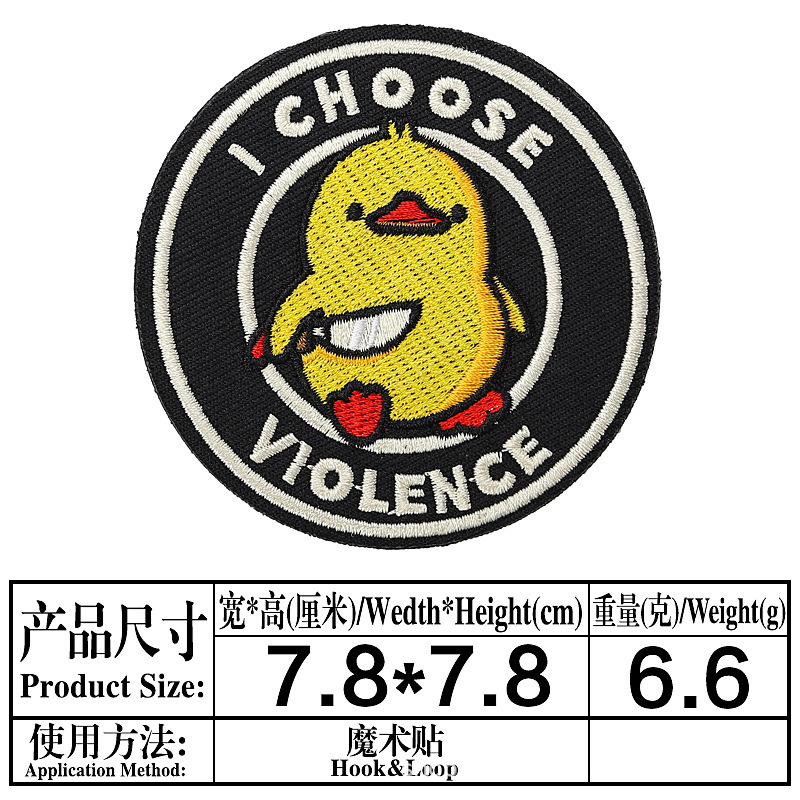 I CHOOSE
VIOLENCE
产品尺寸
Product Size:
宽*高(厘米)/Wedth*Height(cm)
重量(克)/Weight(g)
7.8*7.8
6.6
使用方法:
Application Method:
魔术贴
Hook&Loop